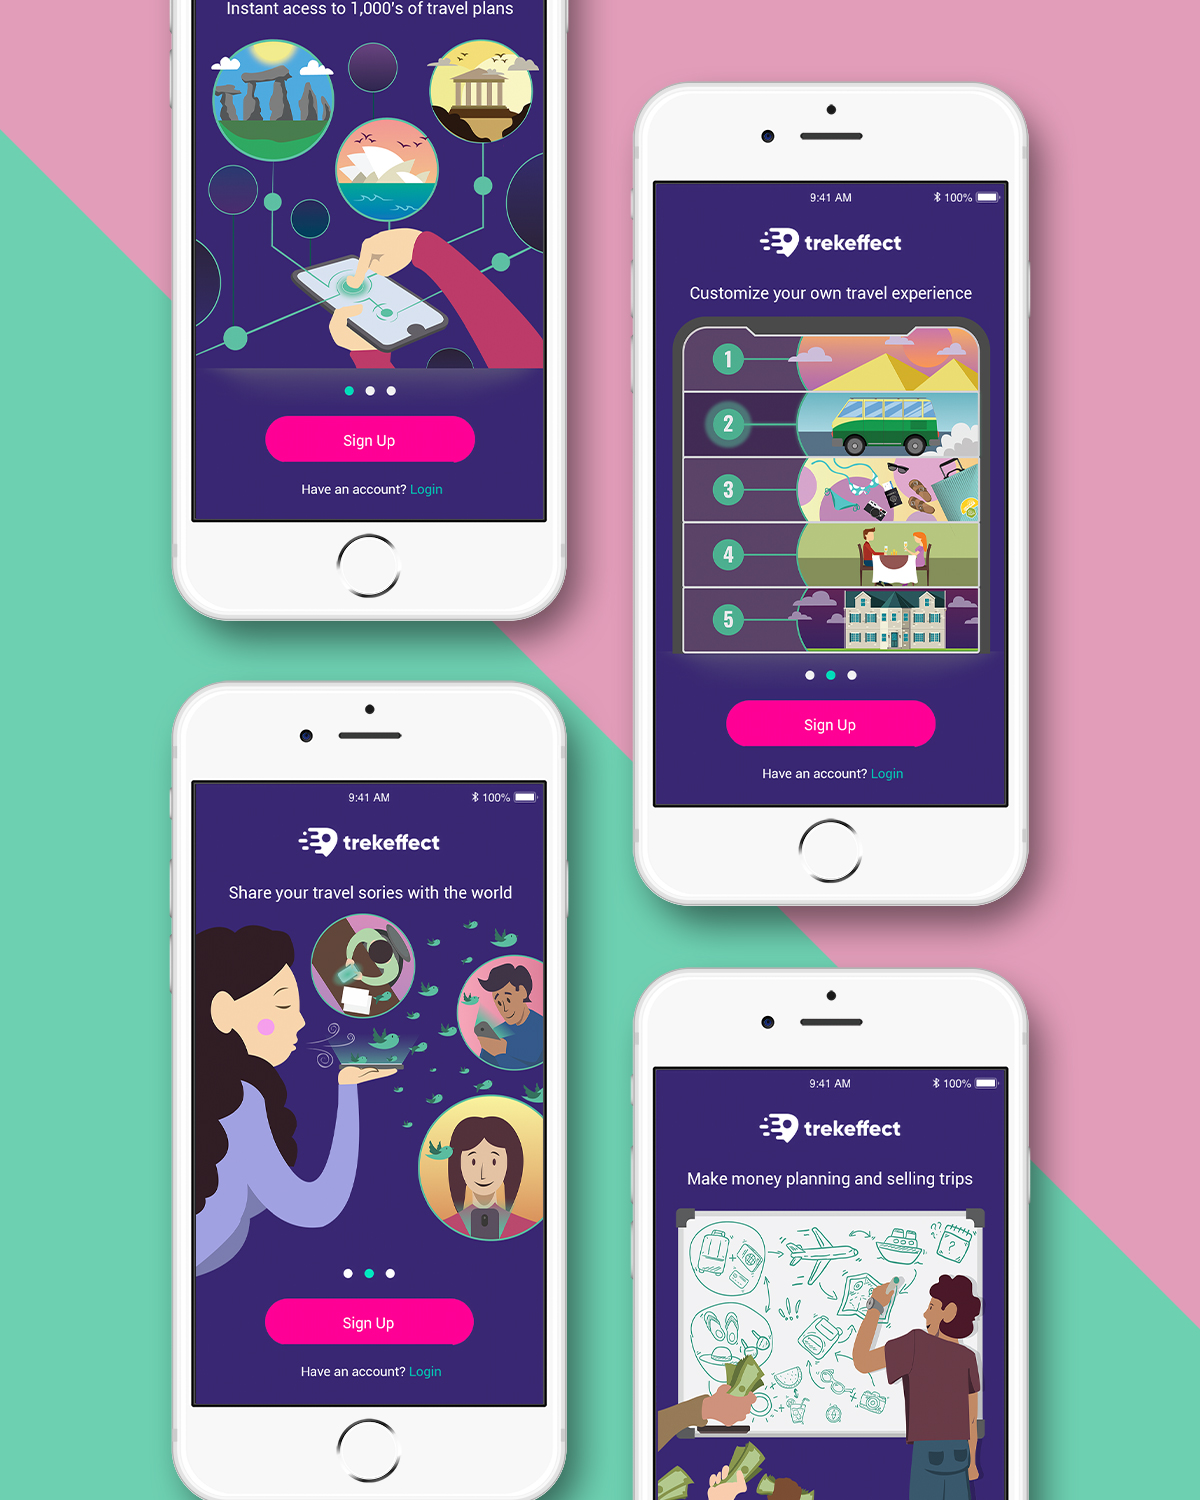 Instant acess to 1,000's of travel plans
Sign Up
Have an account? Login
9:41 AM
100%
trekeffect
Customize your own travel experience
1
2
3
4
5
Sign Up
Have an account? Login
9:41 AM
100%
trekeffect
Share your travel sories with the world
Sign Up
Have an account? Login
9:41 AM
100%
trekeffect
Make money planning and selling trips